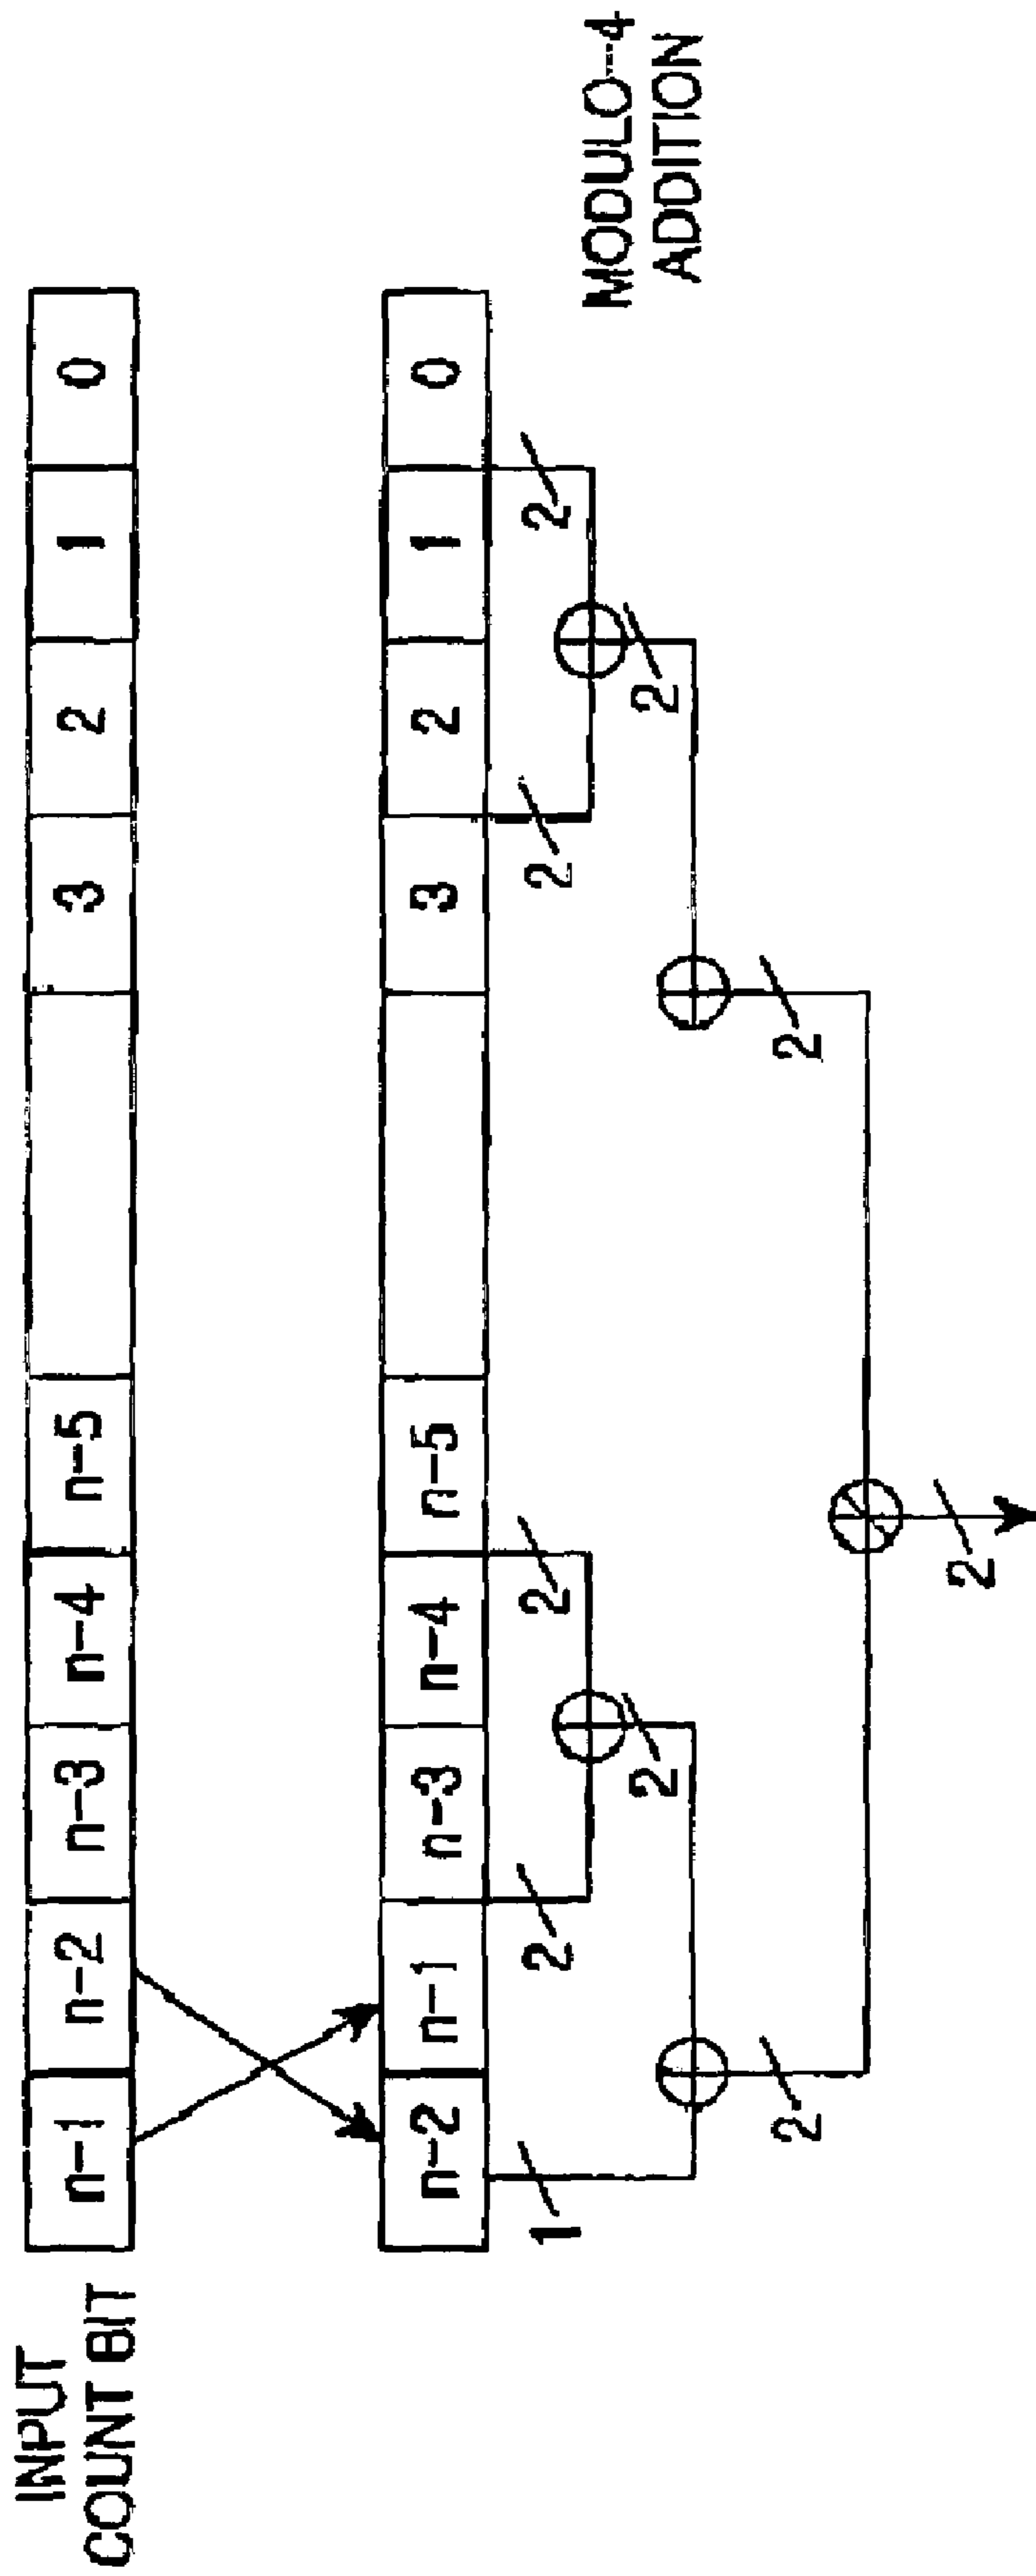 INPUT
COUNT BIT
n-1 n-2 n-3 n-4 n-5 3 2 1 0
n-2 n-1 n-3 n-4 n-5 3 2 1 0
1 2 2 2 2
2 2
2 2
2
MODULO-4
ADDITION